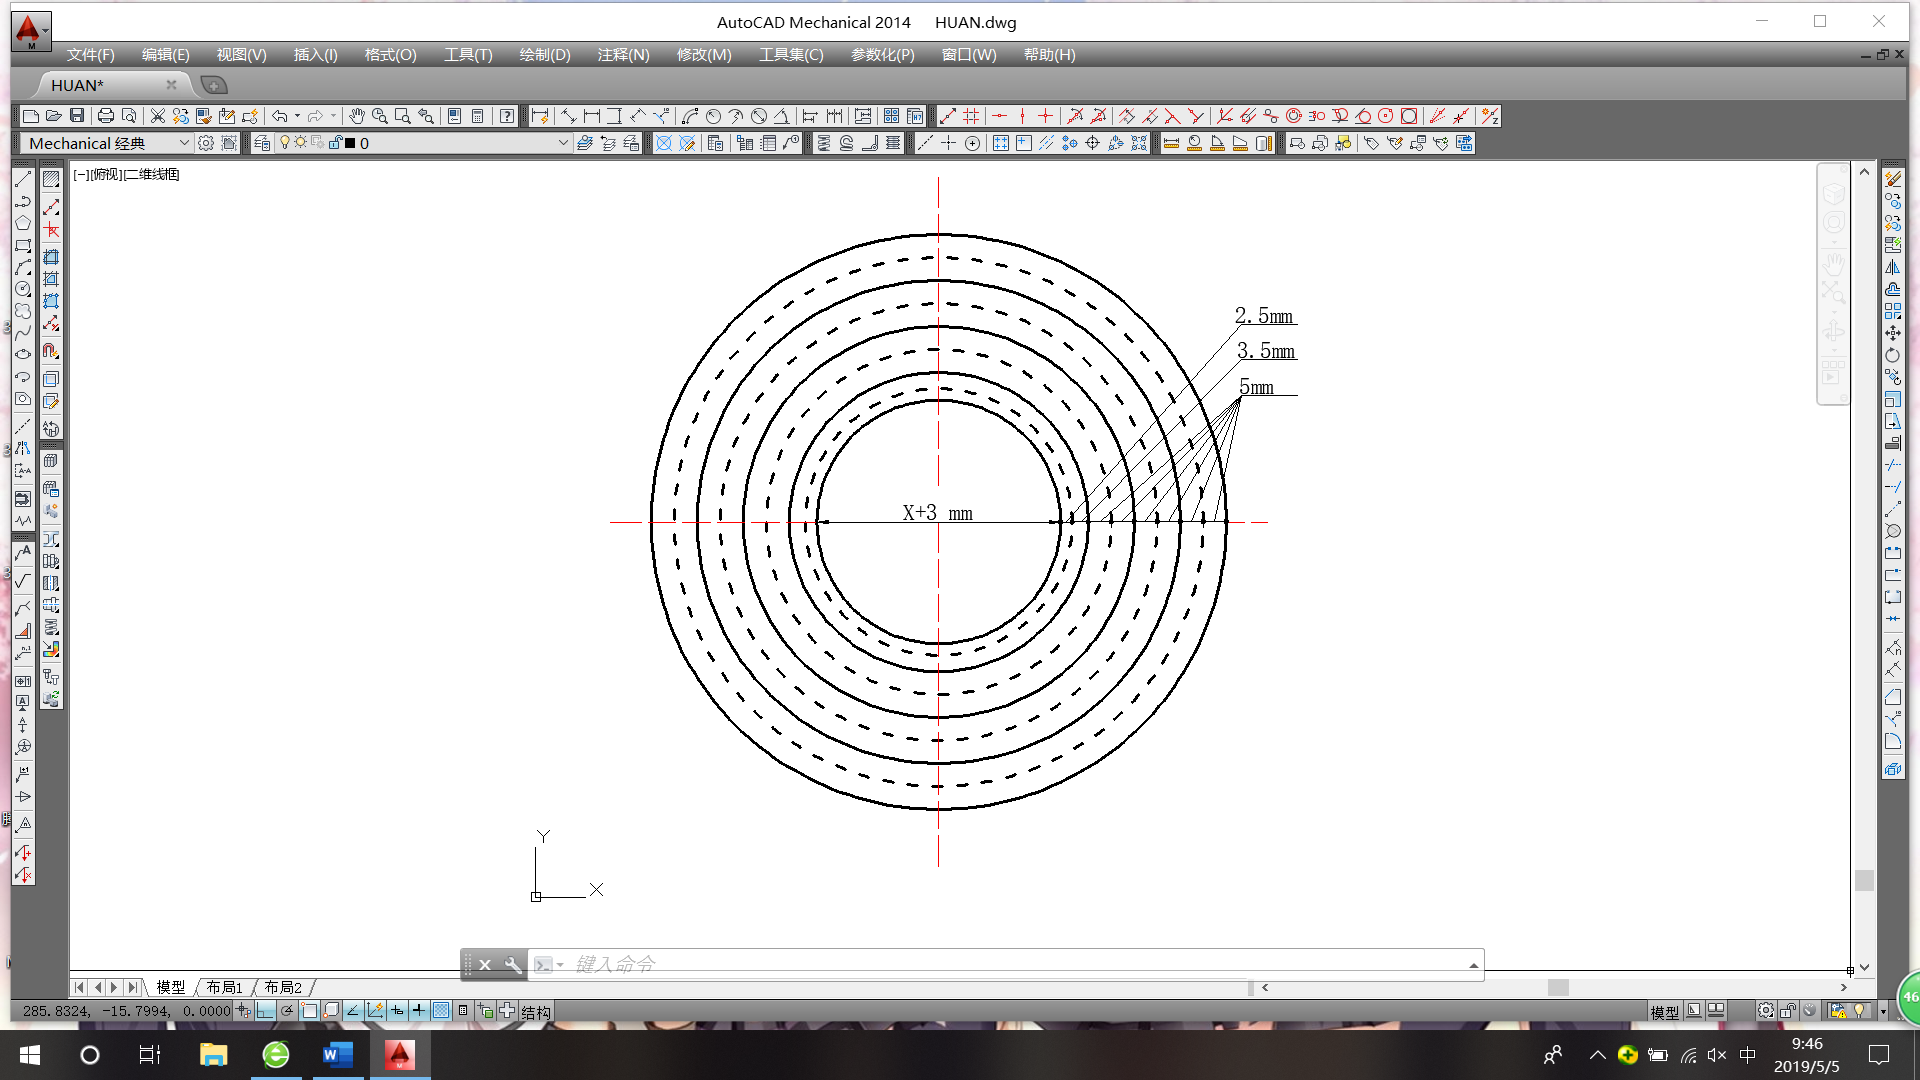 AutoCAD Mechanical 2014 HUAN.dwg
文件(F) 编辑(E) 视图(V) 插入(I) 格式(O) 工具(T) 绘制(D) 注释(N) 修改(M) 工具集(C) 参数化(P) 窗口(W) 帮助(H)
HUAN*
Mechanical 经典
0
[−][俯视][二维线框]
2.5mm
3.5mm
5mm
X+3 mm
Y
X
键入命令
模型 布局1 布局2
285.8324, -15.7994, 0.0000
结构
模型
46
中
9:46
2019/5/5